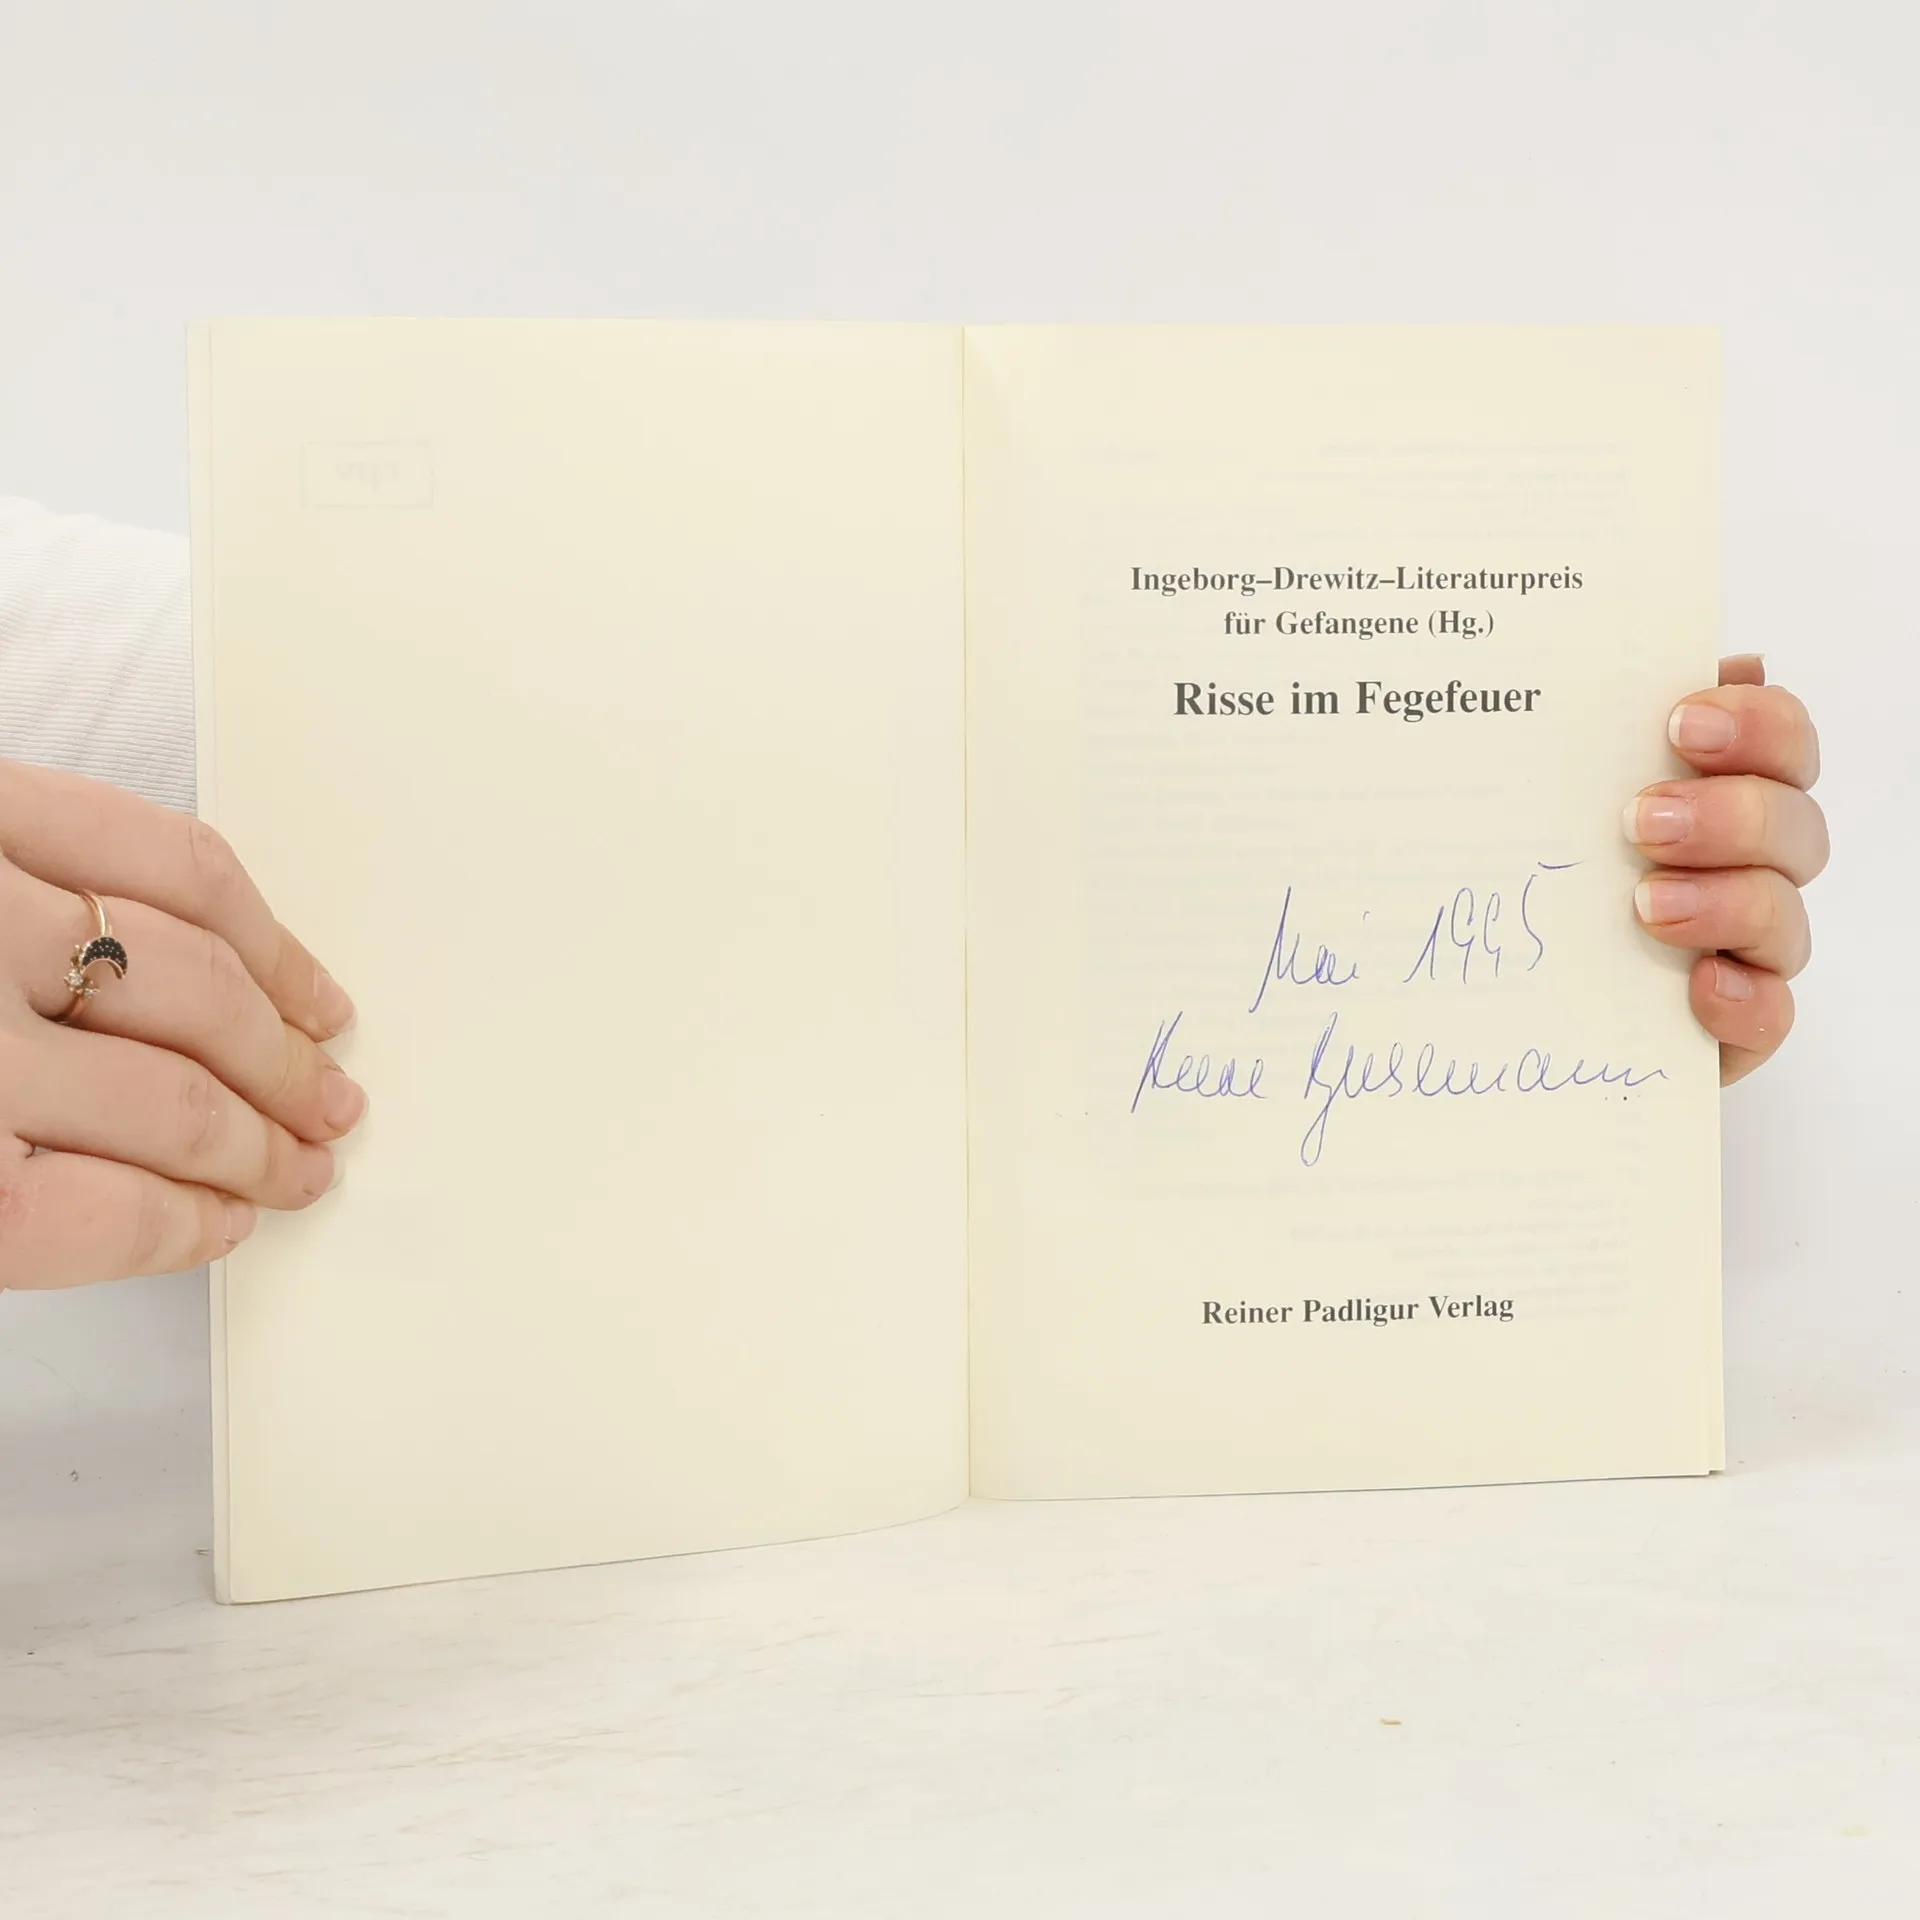 Ingeborg–Drewitz–Literaturpreis
für Gefangene (Hg.)
Risse im Fegefeuer
Mai 1995
Reiner Padligur Verlag